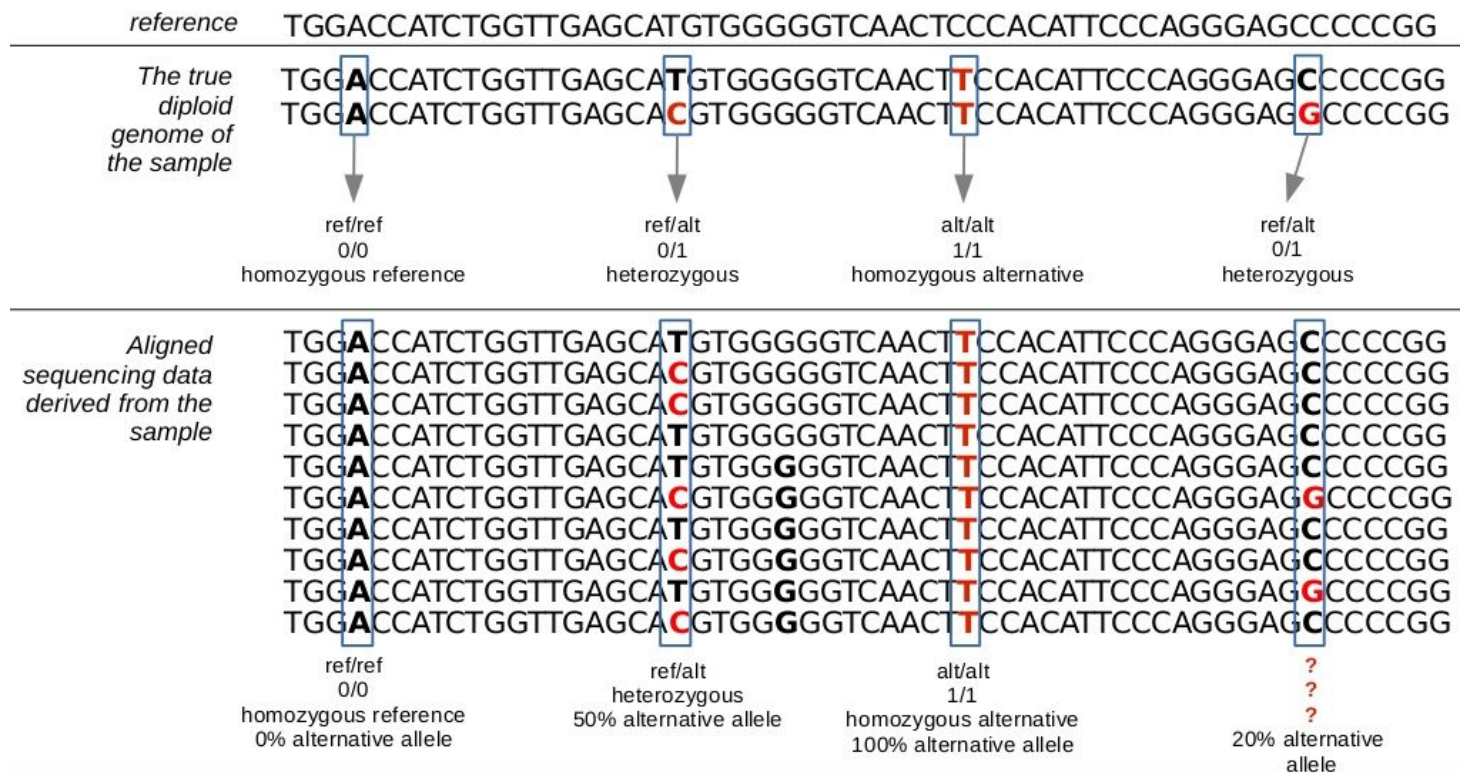 reference TGGACCATCTGGTTGAGCATGTGGGGGTCAACTCCCACATTCCCAGGGAGCCCCCGG
The true TGGACCATCTGGTTGAGCATGTGGGGGTCAACTTCCACATTCCCAGGGAGCCCCCGG
diploid TGGACCATCTGGTTGAGCACGTGGGGGTCAACTTCCACATTCCCAGGGAGGCCCCGG
genome of
the sample
ref/ref ref/alt alt/alt ref/alt
0/0 0/1 1/1 0/1
homozygous reference heterozygous homozygous alternative heterozygous
Aligned TGGACCATCTGGTTGAGCATGTGGGGGTCAACTTCCACATTCCCAGGGAGCCCCCGG
sequencing data TGGACCATCTGGTTGAGCACGTGGGGGTCAACTTCCACATTCCCAGGGAGCCCCCGG
derived from the TGGACCATCTGGTTGAGCACGTGGGGGTCAACTTCCACATTCCCAGGGAGCCCCCGG
sample TGGACCATCTGGTTGAGCATGTGGGGGTCAACTTCCACATTCCCAGGGAGCCCCCGG
TGGACCATCTGGTTGAGCATGTGGGGGTCAACTTCCACATTCCCAGGGAGCCCCCGG
TGGACCATCTGGTTGAGCACGTGGGGGTCAACTTCCACATTCCCAGGGAGGCCCCGG
TGGACCATCTGGTTGAGCATGTGGGGGTCAACTTCCACATTCCCAGGGAGCCCCCGG
TGGACCATCTGGTTGAGCACGTGGGGGTCAACTTCCACATTCCCAGGGAGCCCCCGG
TGGACCATCTGGTTGAGCATGTGGGGGTCAACTTCCACATTCCCAGGGAGGCCCCGG
TGGACCATCTGGTTGAGCACGTGGGGGTCAACTTCCACATTCCCAGGGAGCCCCCGG
ref/ref ref/alt alt/alt ?
0/0 heterozygous 1/1 ?
homozygous reference 50% alternative allele homozygous alternative ?
0% alternative allele 100% alternative allele 20% alternative
allele